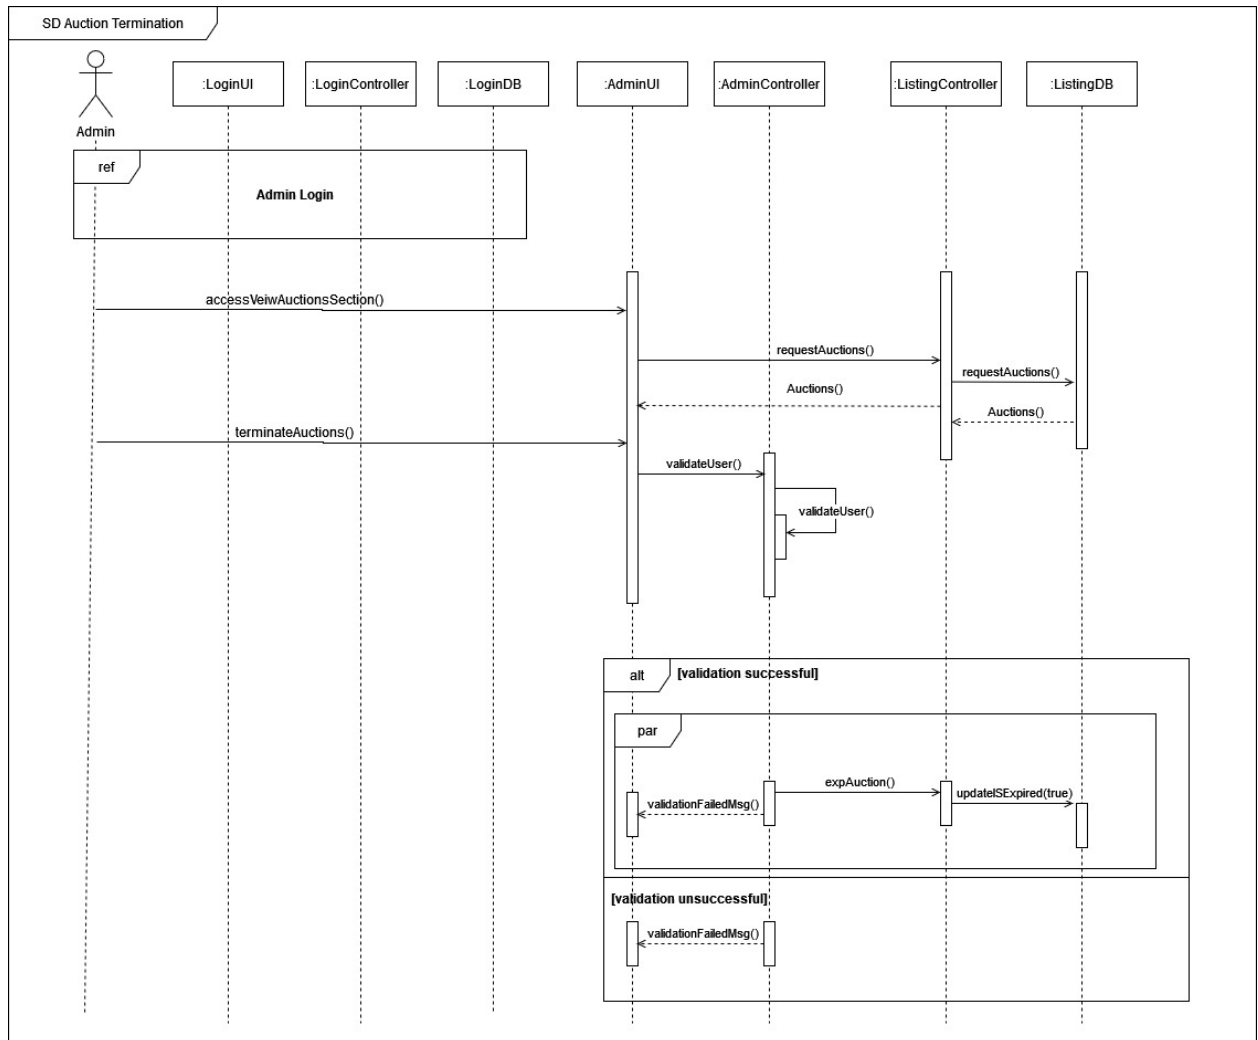 SD Auction Termination
:LoginUI
:LoginController
:LoginDB
:AdminUI
:AdminController
:ListingController
:ListingDB
Admin
ref
Admin Login
accessVeiwAuctionsSection()
requestAuctions()
requestAuctions()
Auctions()
Auctions()
terminateAuctions()
validateUser()
validateUser()
alt
[validation successful]
par
expAuction()
updateISExpired(true)
validationFailedMsg()
[validation unsuccessful]
validationFailedMsg()